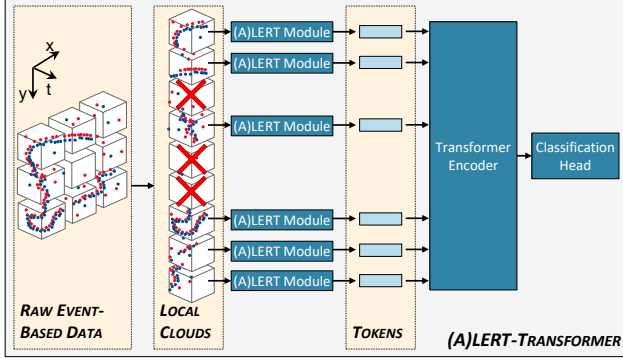 x
y
t
RAW EVENT-
BASED DATA
LOCAL
CLOUDS
(A)LERT Module
(A)LERT Module
(A)LERT Module
(A)LERT Module
(A)LERT Module
(A)LERT Module
TOKENS
Transformer
Encoder
Classification
Head
(A)LERT-TRANSFORMER